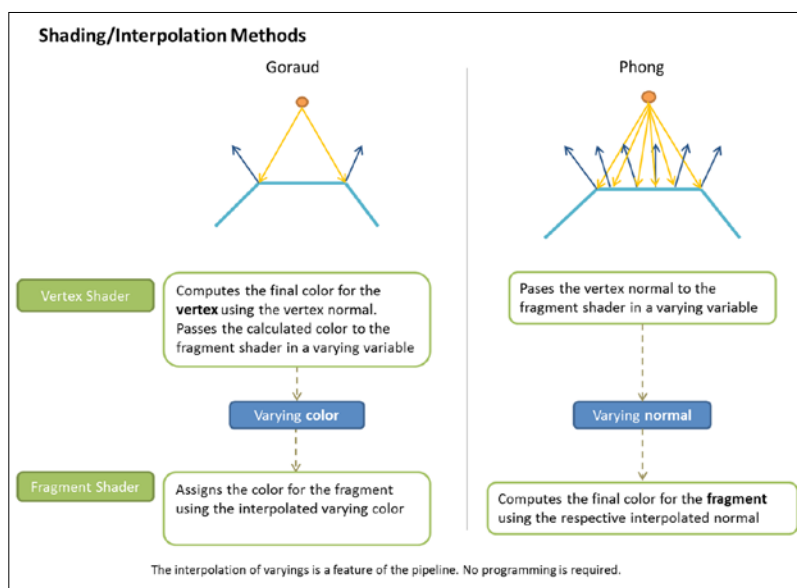 Shading/Interpolation Methods
Goraud
Phong
Vertex Shader
Computes the final color for the
vertex using the vertex normal.
Passes the calculated color to the
fragment shader in a varying variable
Pases the vertex normal to the
fragment shader in a varying variable
Varying color
Varying normal
Fragment Shader
Assigns the color for the fragment
using the interpolated varying color
Computes the final color for the fragment
using the respective interpolated normal
The interpolation of varyings is a feature of the pipeline. No programming is required.